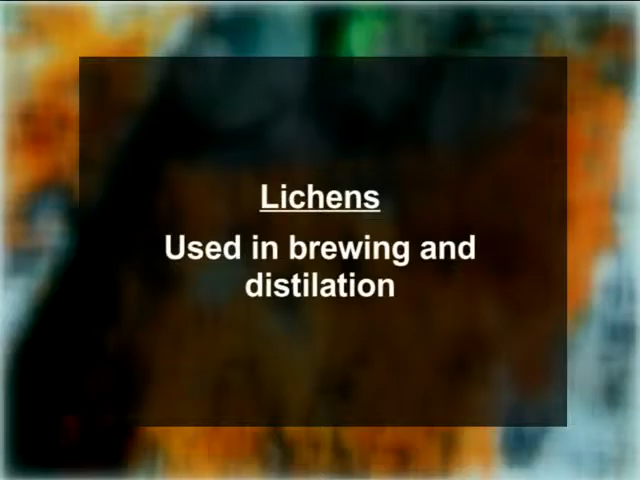 Lichens
Used in brewing and
distilation